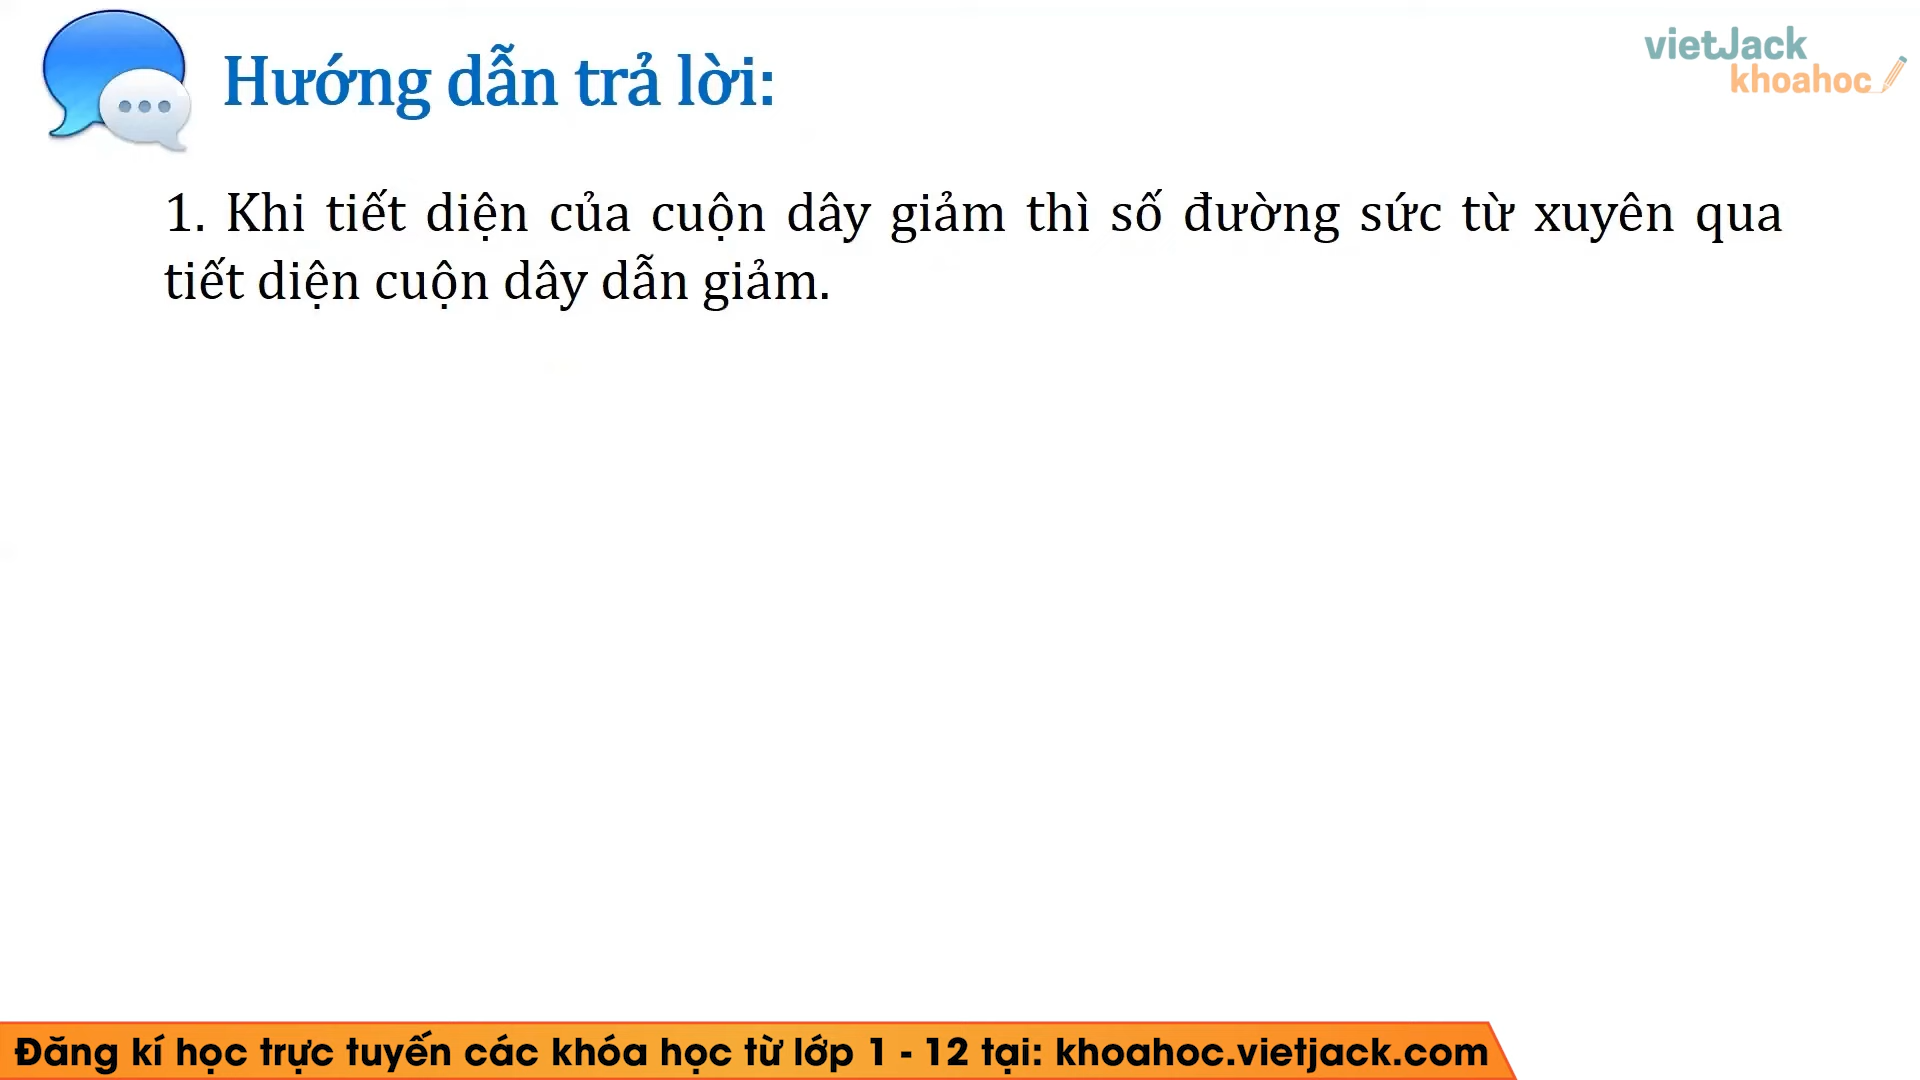 Hướng dẫn trả lời:
vietJack
khoahoc
1. Khi tiết diện của cuộn dây giảm thì số đường sức từ xuyên qua
tiết diện cuộn dây dẫn giảm.
Đăng kí học trực tuyến các khóa học từ lớp 1 - 12 tại: khoahoc.vietjack.com